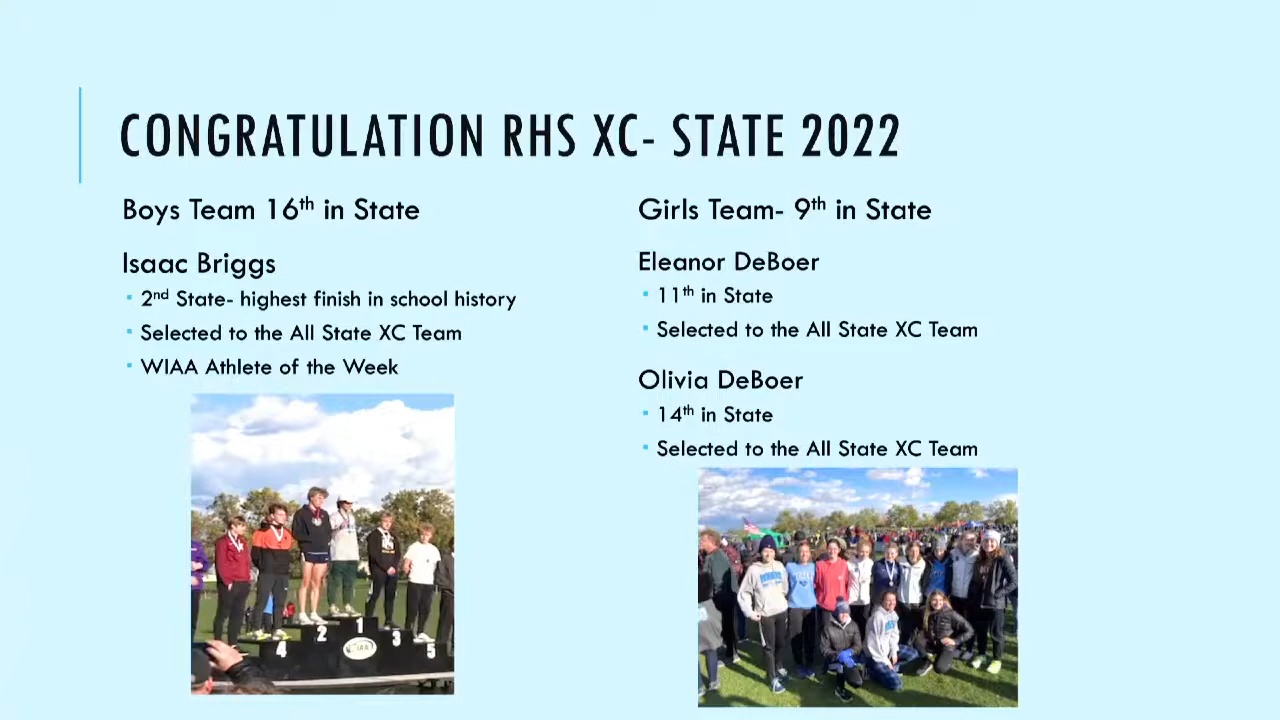 CONGRATULATION RHS XC- STATE 2022
Boys Team 16th in State
Isaac Briggs
2nd State- highest finish in school history
Selected to the All State XC Team
WIAA Athlete of the Week
Girls Team- 9th in State
Eleanor DeBoer
11th in State
Selected to the All State XC Team
Olivia DeBoer
14th in State
Selected to the All State XC Team
4
2
1
3
5